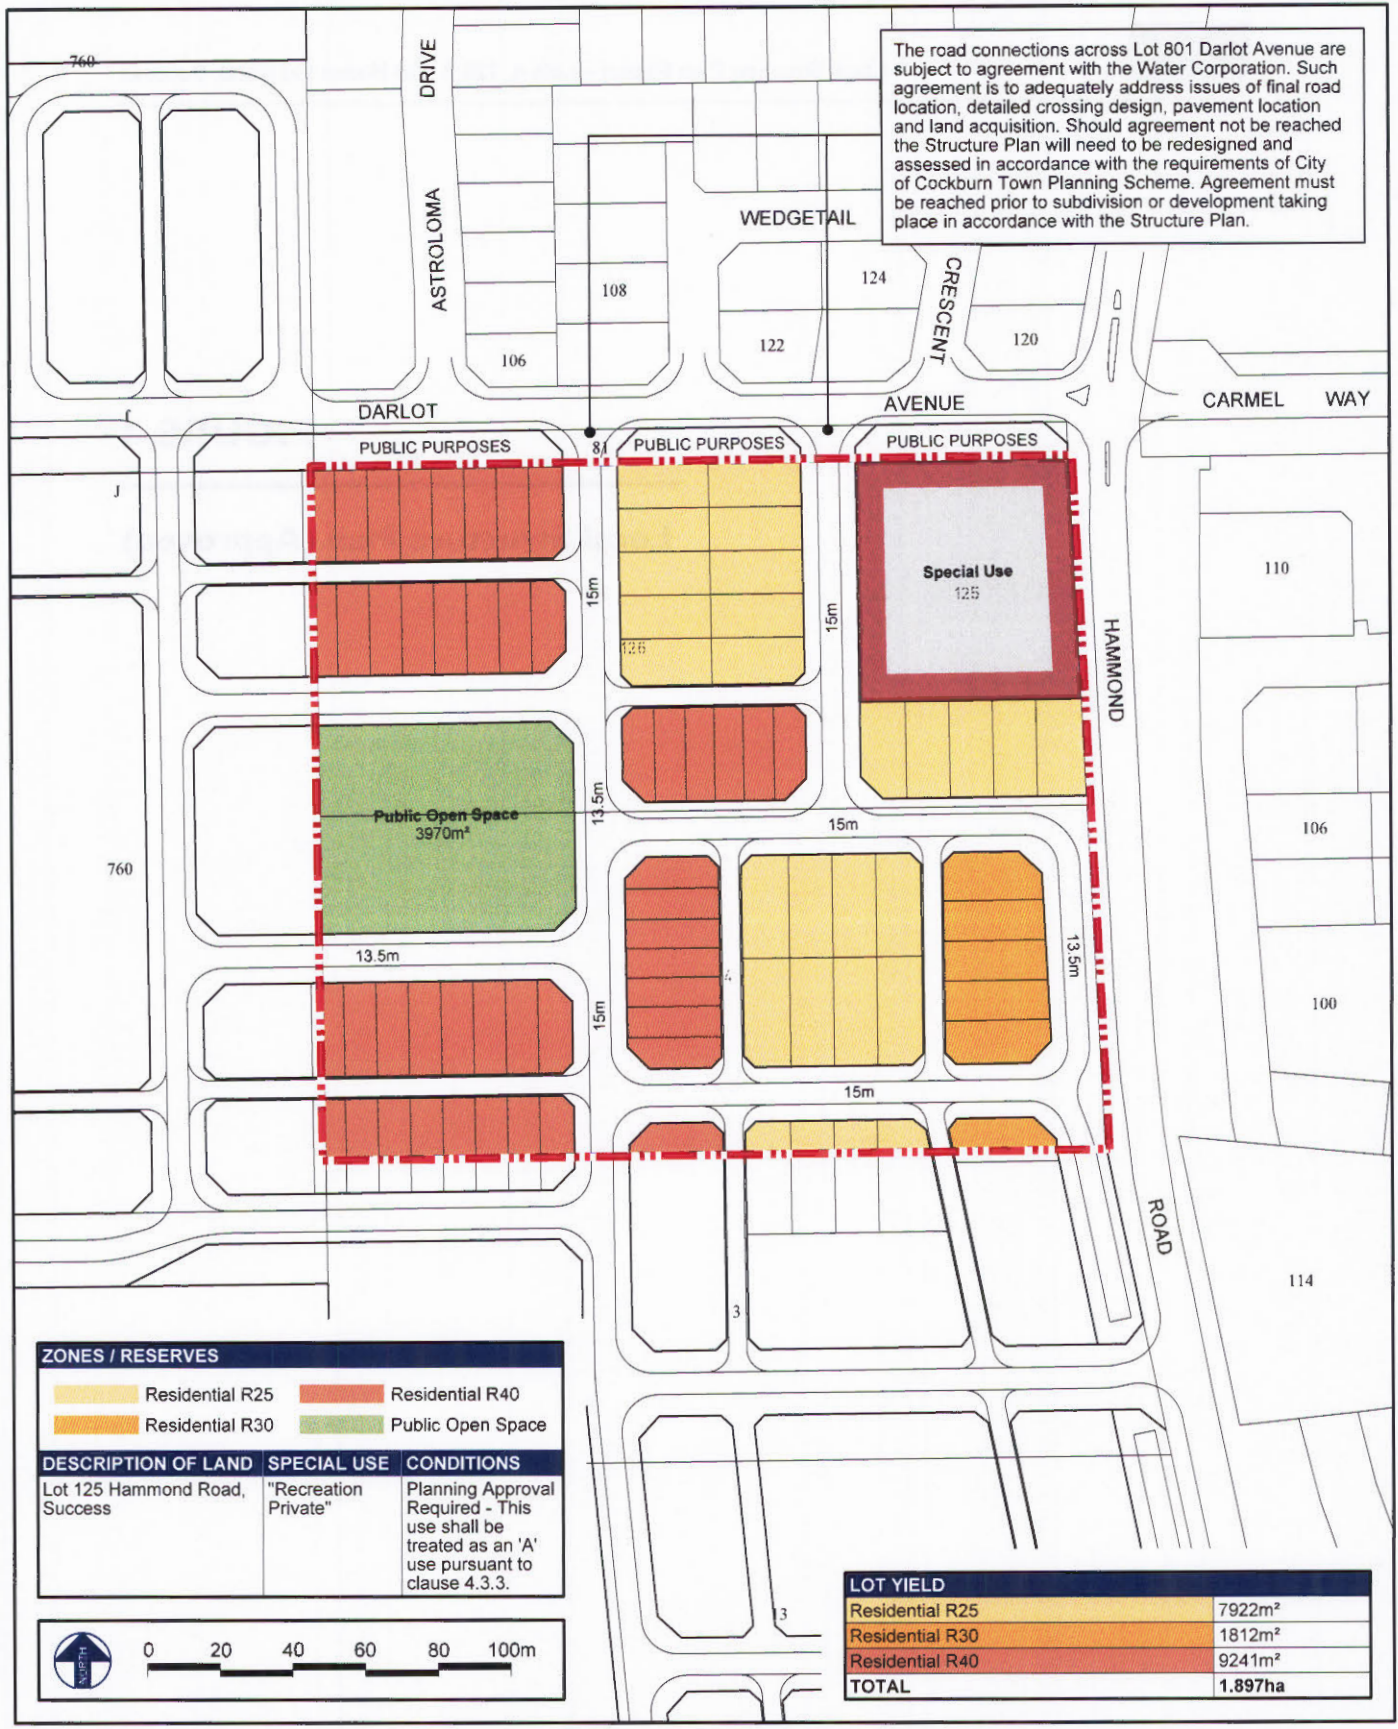 760
DRIVE
ASTROLOMA
The road connections across Lot 801 Darlot Avenue are
subject to agreement with the Water Corporation. Such
agreement is to adequately address issues of final road
location, detailed crossing design, pavement location
and land acquisition. Should agreement not be reached
the Structure Plan will need to be redesigned and
assessed in accordance with the requirements of City
of Cockburn Town Planning Scheme. Agreement must
be reached prior to subdivision or development taking
place in accordance with the Structure Plan.
WEDGETAIL
CRESCENT
108
124
106
122
120
DARLOT
AVENUE
CARMEL WAY
PUBLIC PURPOSES
81
PUBLIC PURPOSES
PUBLIC PURPOSES
J
15m
15m
Special Use
125
110
126
HAMMOND
13.5m
Public Open Space
3970m²
15m
106
760
13.5m
13.5m
4
15m
100
15m
ROAD
114
3
ZONES / RESERVES
Residential R25
Residential R40
Residential R30
Public Open Space
DESCRIPTION OF LAND
SPECIAL USE
CONDITIONS
Lot 125 Hammond Road,
Success
"Recreation
Private"
Planning Approval
Required - This
use shall be
treated as an 'A'
use pursuant to
clause 4.3.3.
13
NORTH
0 20 40 60 80 100m
LOT YIELD
Residential R25 7922m²
Residential R30 1812m²
Residential R40 9241m²
TOTAL 1.897ha